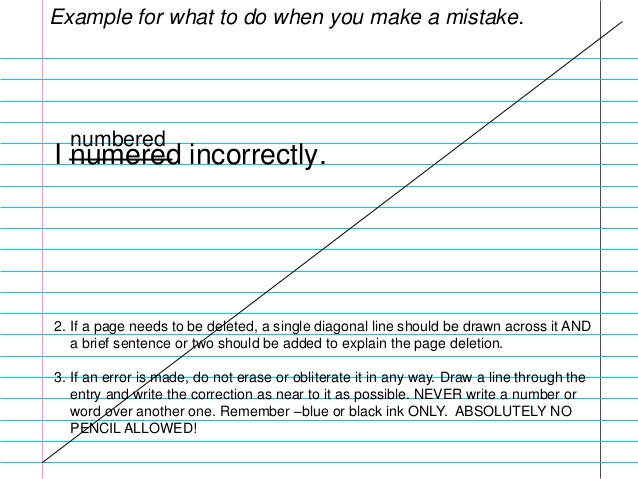 Example for what to do when you make a mistake.
numbered
I numered incorrectly.
2. If a page needs to be deleted, a single diagonal line should be drawn across it AND
a brief sentence or two should be added to explain the page deletion.
3. If an error is made, do not erase or obliterate it in any way. Draw a line through the
entry and write the correction as near to it as possible. NEVER write a number or
word over another one. Remember –blue or black ink ONLY. ABSOLUTELY NO
PENCIL ALLOWED!